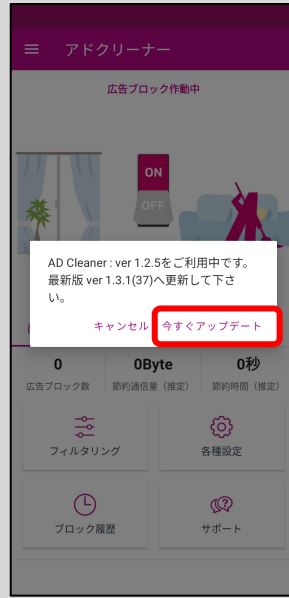 アドクリーナー
広告ブロック作動中
ON
OFF
AD Cleaner : ver 1.2.5をご利用中です。
最新版 ver 1.3.1(37)へ更新して下さ
い。
キャンセル 今すぐアップデート
0 0Byte 0秒
広告ブロック数 節約通信量（推定） 節約時間（推定）
フィルタリング 各種設定
ブロック履歴 サポート